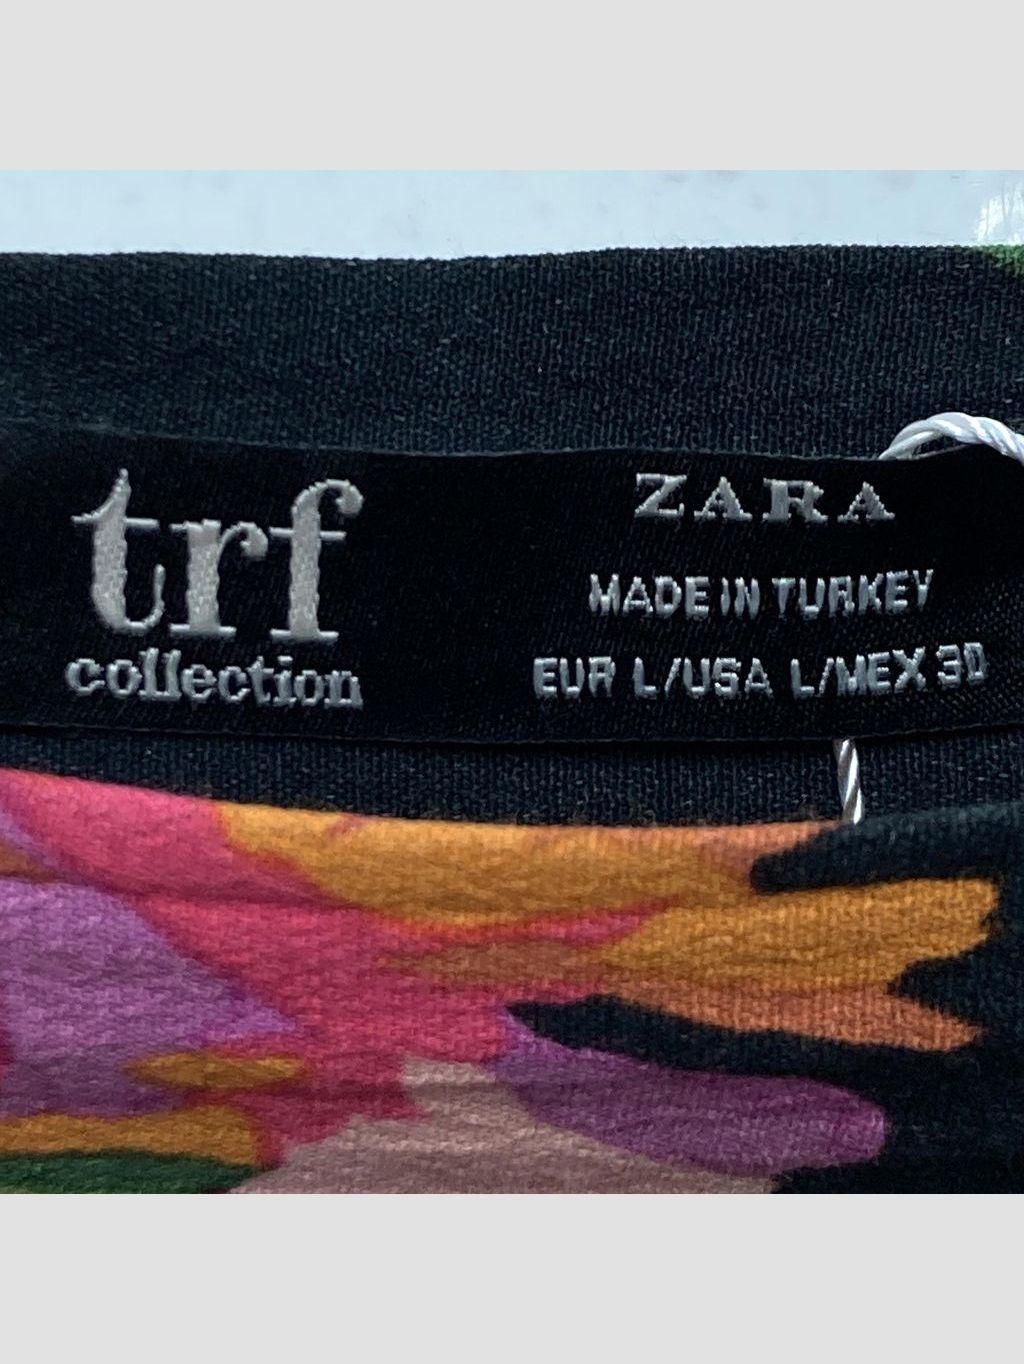 trf
collection
ZARA
MADE IN TURKEY
EUR L/USA L/MEX 30